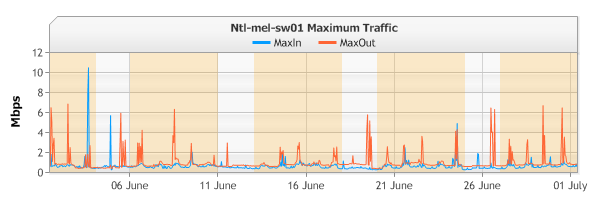 Ntl-mel-sw01 Maximum Traffic
MaxIn MaxOut
Mbps
12
10
8
6
4
2
0
06 June 11 June 16 June 21 June 26 June 01 July